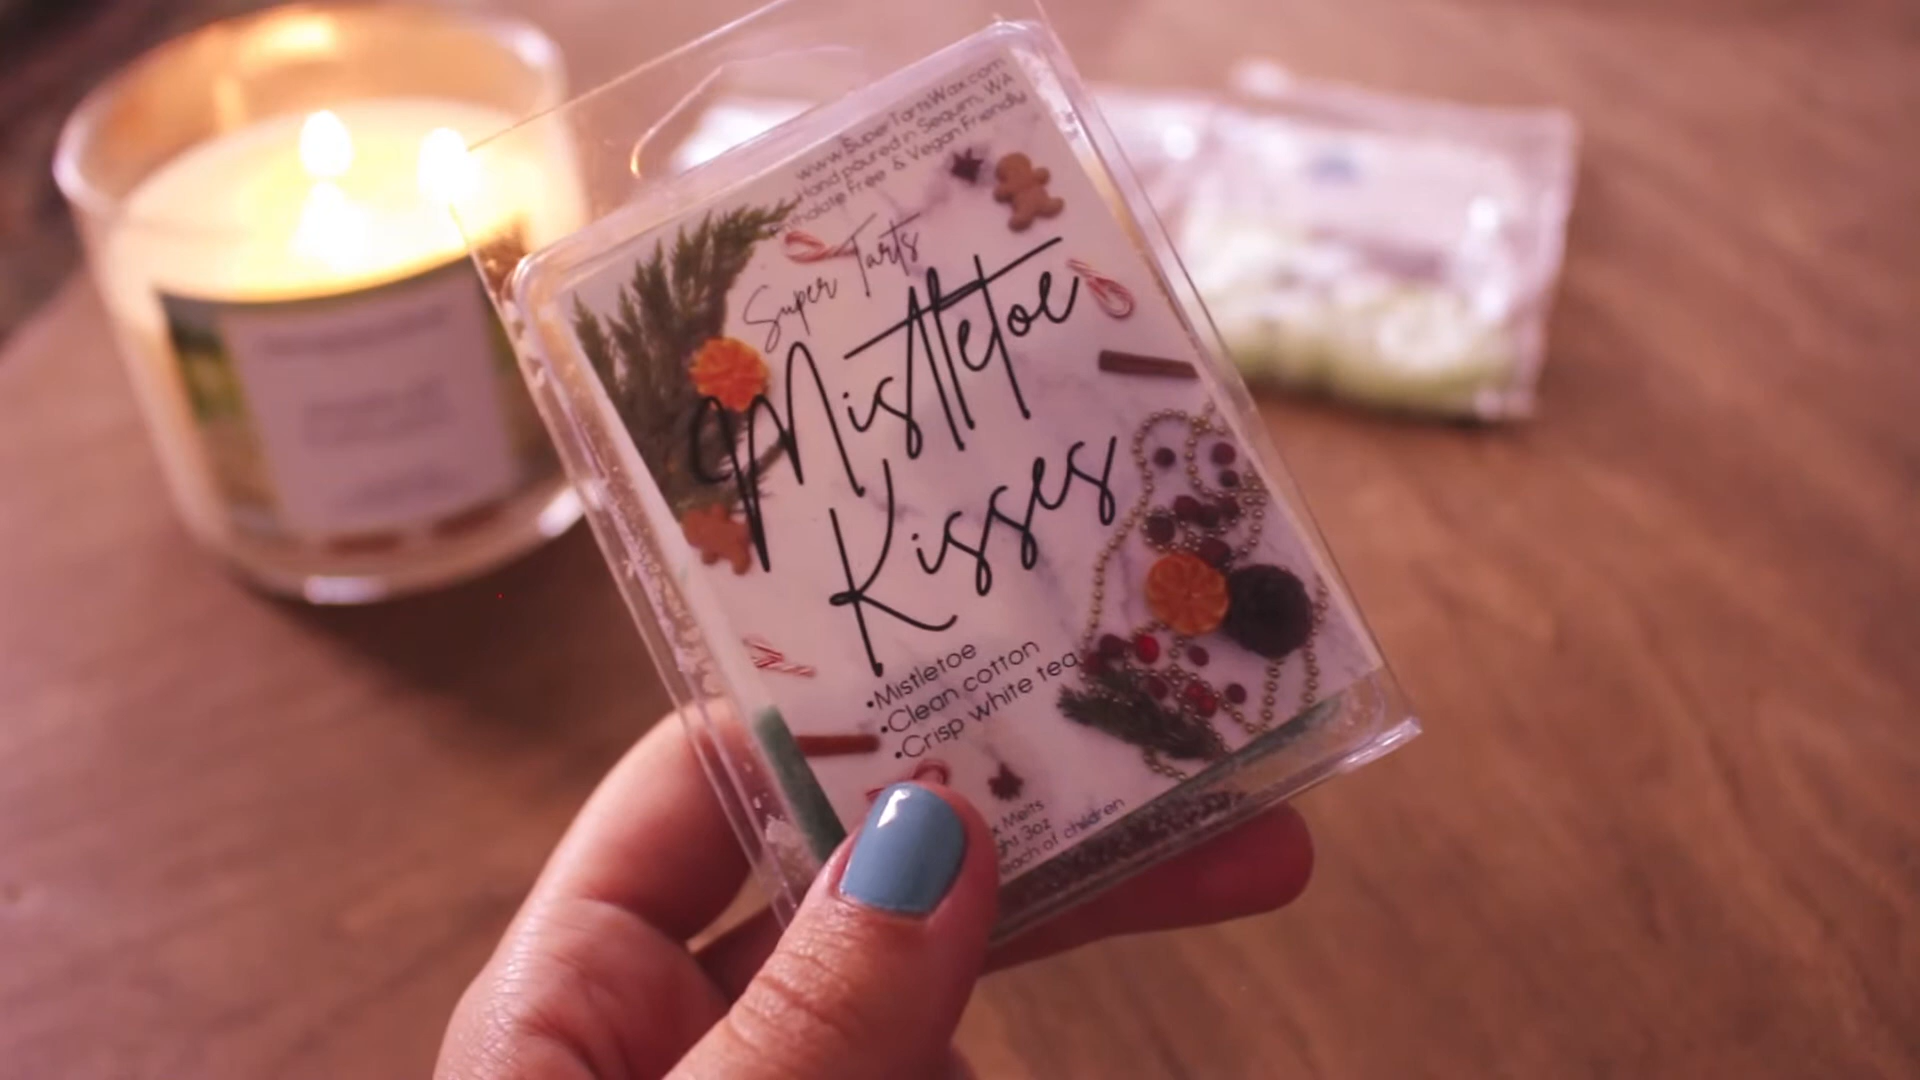 www.SuperTartsWax.com
Hand poured in Sequim, WA
Free & Vegan Friendly
Super Tarts
Mistletoe
Kisses
•Mistletoe
•Clean cotton
•Crisp white tea
Melts
3oz
of children